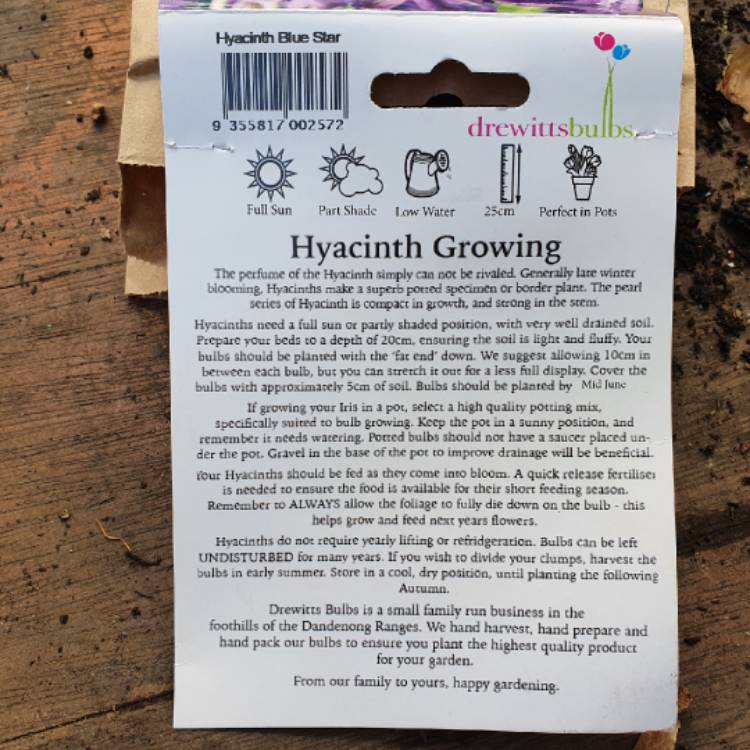 Hyacinth Blue Star
9 355817 002572
drewittsbulbs
Full Sun
Part Shade
Low Water
25cm
Perfect in Pots
Hyacinth Growing
The perfume of the Hyacinth simply can not be rivaled. Generally late winter
blooming, Hyacinths make a superb potted specimen or border plant. The pearl
series of Hyacinth is compact in growth, and strong in the stem.
Hyacinths need a full sun or partly shaded position, with very well drained soil.
Prepare your beds to a depth of 20cm, ensuring the soil is light and fluffy. Your
bulbs should be planted with the 'fat end' down. We suggest allowing 10cm in
between each bulb, but you can stretch it out for a less full display. Cover the
bulbs with approximately 5cm of soil. Bulbs should be planted by Mid June
If growing your Iris in a pot, select a high quality potting mix,
specifically suited to bulb growing. Keep the pot in a sunny position, and
remember it needs watering. Potted bulbs should not have a saucer placed un-
der the pot. Gravel in the base of the pot to improve drainage will be beneficial.
Your Hyacinths should be fed as they come into bloom. A quick release fertiliser
is needed to ensure the food is available for their short feeding season.
Remember to ALWAYS allow the foliage to fully die down on the bulb - this
helps grow and feed next years flowers.
Hyacinths do not require yearly lifting or refridgeration. Bulbs can be left
UNDISTURBED for many years. If you wish to divide your clumps, harvest the
bulbs in early summer. Store in a cool, dry position, until planting the following
Autumn.
Drewitts Bulbs is a small family run business in the
foothills of the Dandenong Ranges. We hand harvest, hand prepare and
hand pack our bulbs to ensure you plant the highest quality product
for your garden.
From our family to yours, happy gardening.